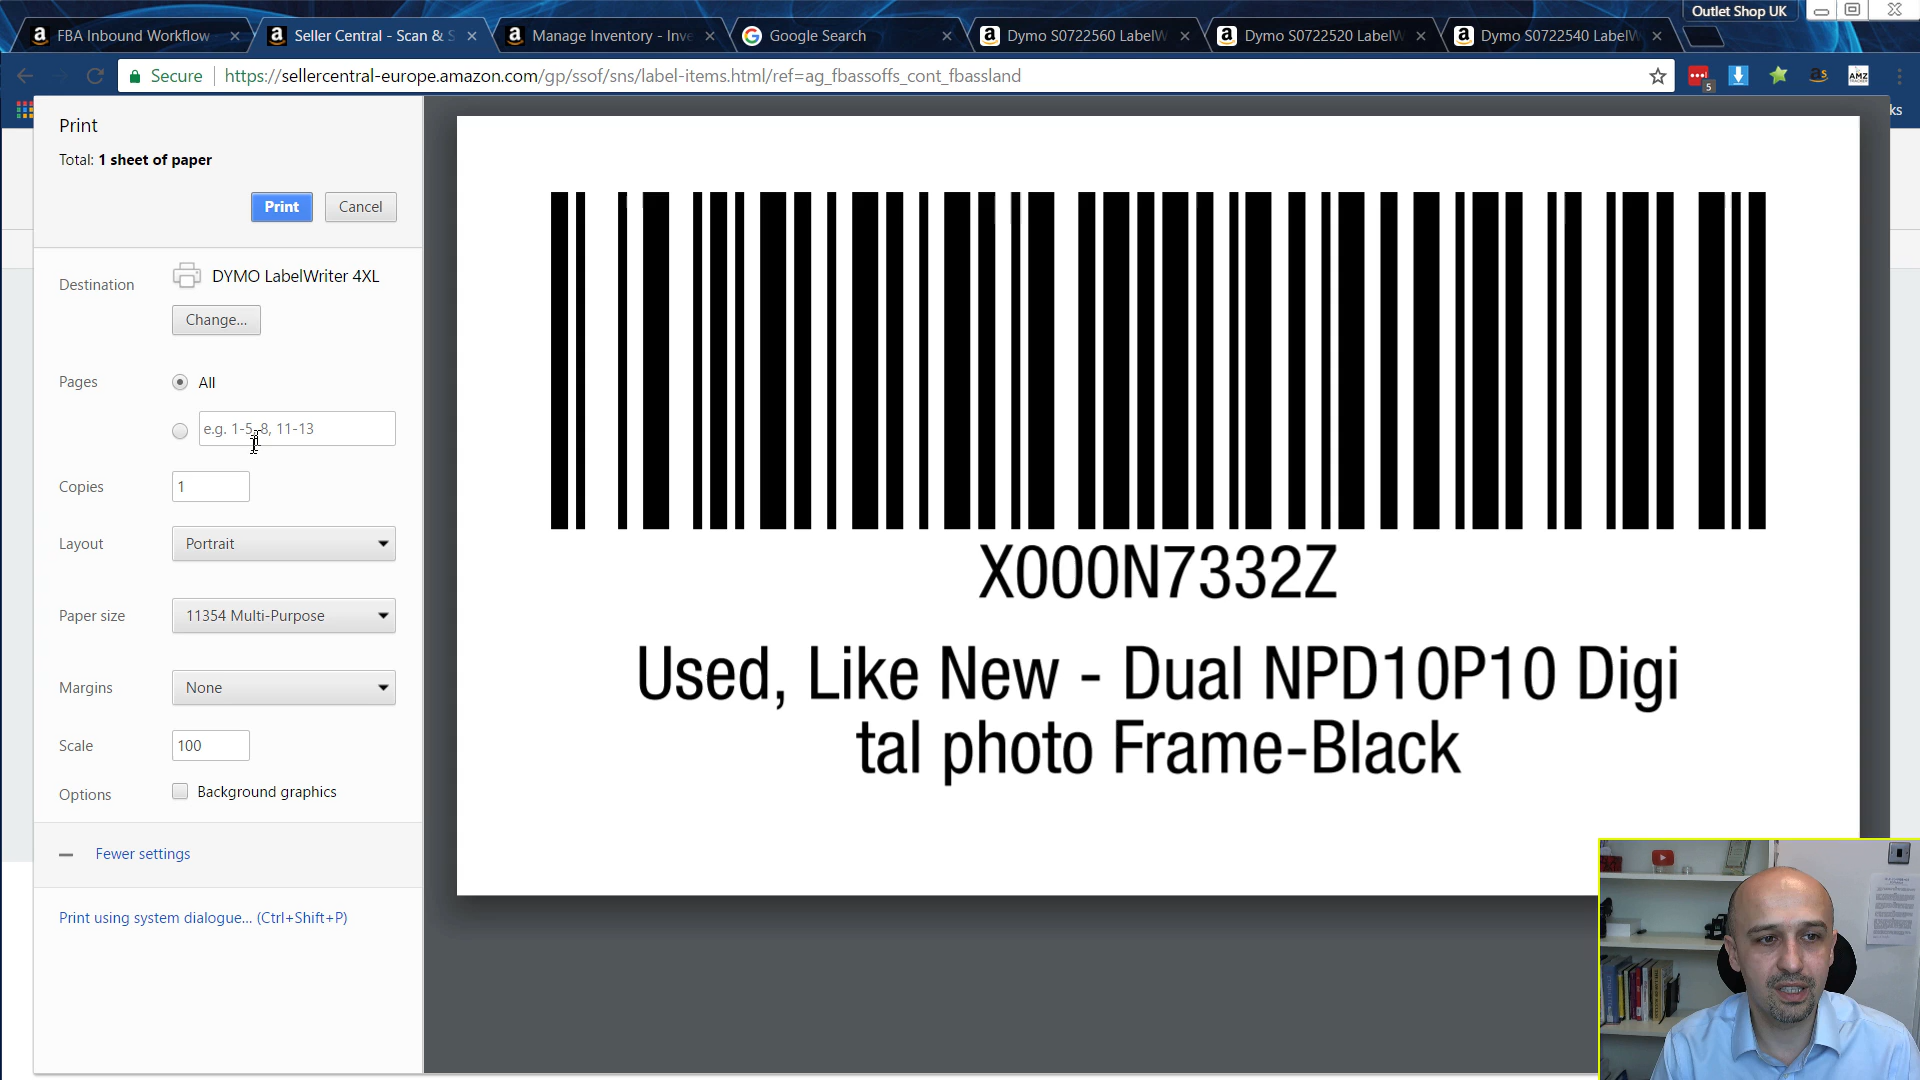 Outlet Shop UK
FBA Inbound Workflow
Seller Central - Scan & S
Manage Inventory - Inve
Google Search
Dymo S0722560 LabelW
Dymo S0722520 LabelW
Dymo S0722540 LabelW
Secure
https://sellercentral-europe.amazon.com/gp/ssof/sns/label-items.html/ref=ag_fbassoffs_cont_fbassland
5
AMZ
ks
Print
Total: 1 sheet of paper
Print
Cancel
Destination
DYMO LabelWriter 4XL
Change...
Pages
All
e.g. 1-5, 8, 11-13
Copies
1
Layout
Portrait
Paper size
11354 Multi-Purpose
Margins
None
Scale
100
Options
Background graphics
Fewer settings
Print using system dialogue... (Ctrl+Shift+P)
X000N7332Z
Used, Like New - Dual NPD10P10 Digi
tal photo Frame-Black